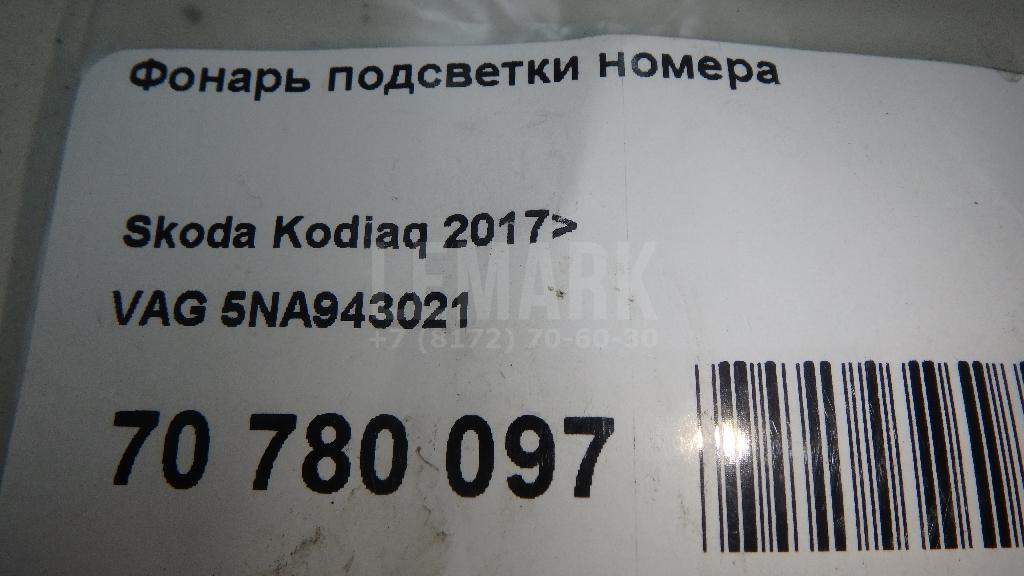 Фонарь подсветки номера
Skoda Kodiaq 2017>
LEMARK
VAG 5NA943021
+7 (8172) 70-60-30
70 780 097